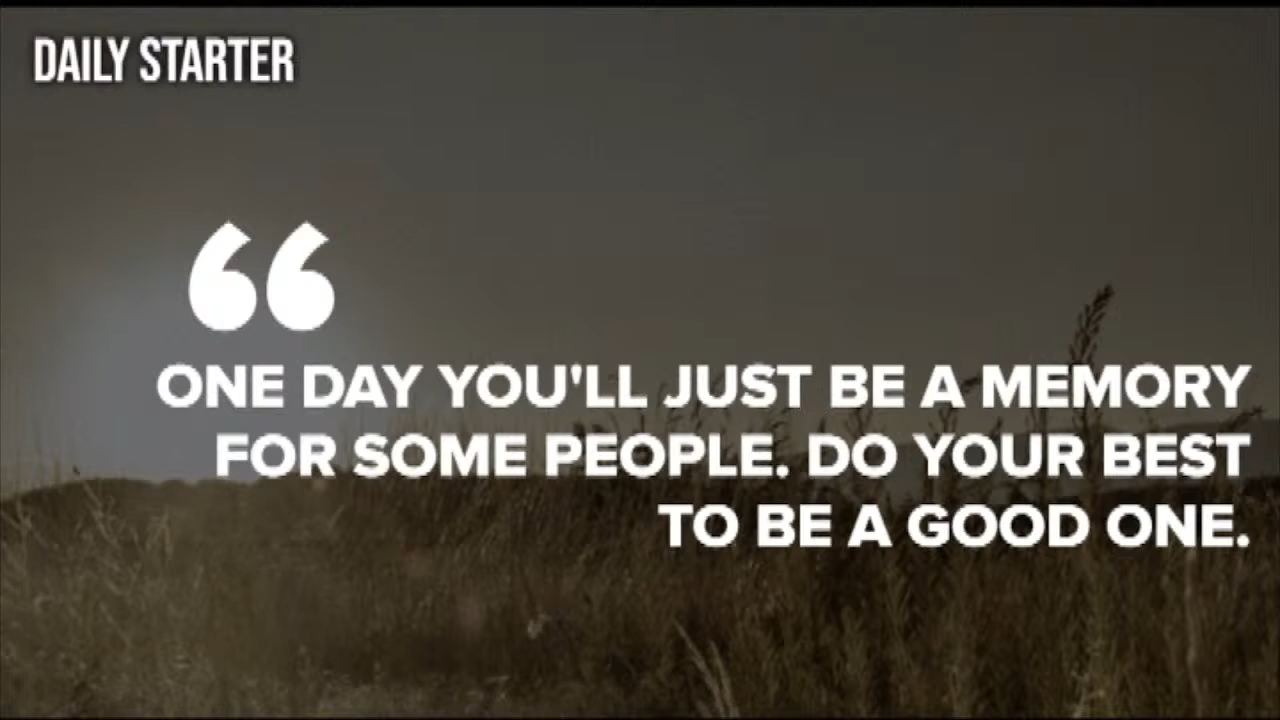 DAILY STARTER
“
ONE DAY YOU'LL JUST BE A MEMORY
FOR SOME PEOPLE. DO YOUR BEST
TO BE A GOOD ONE.